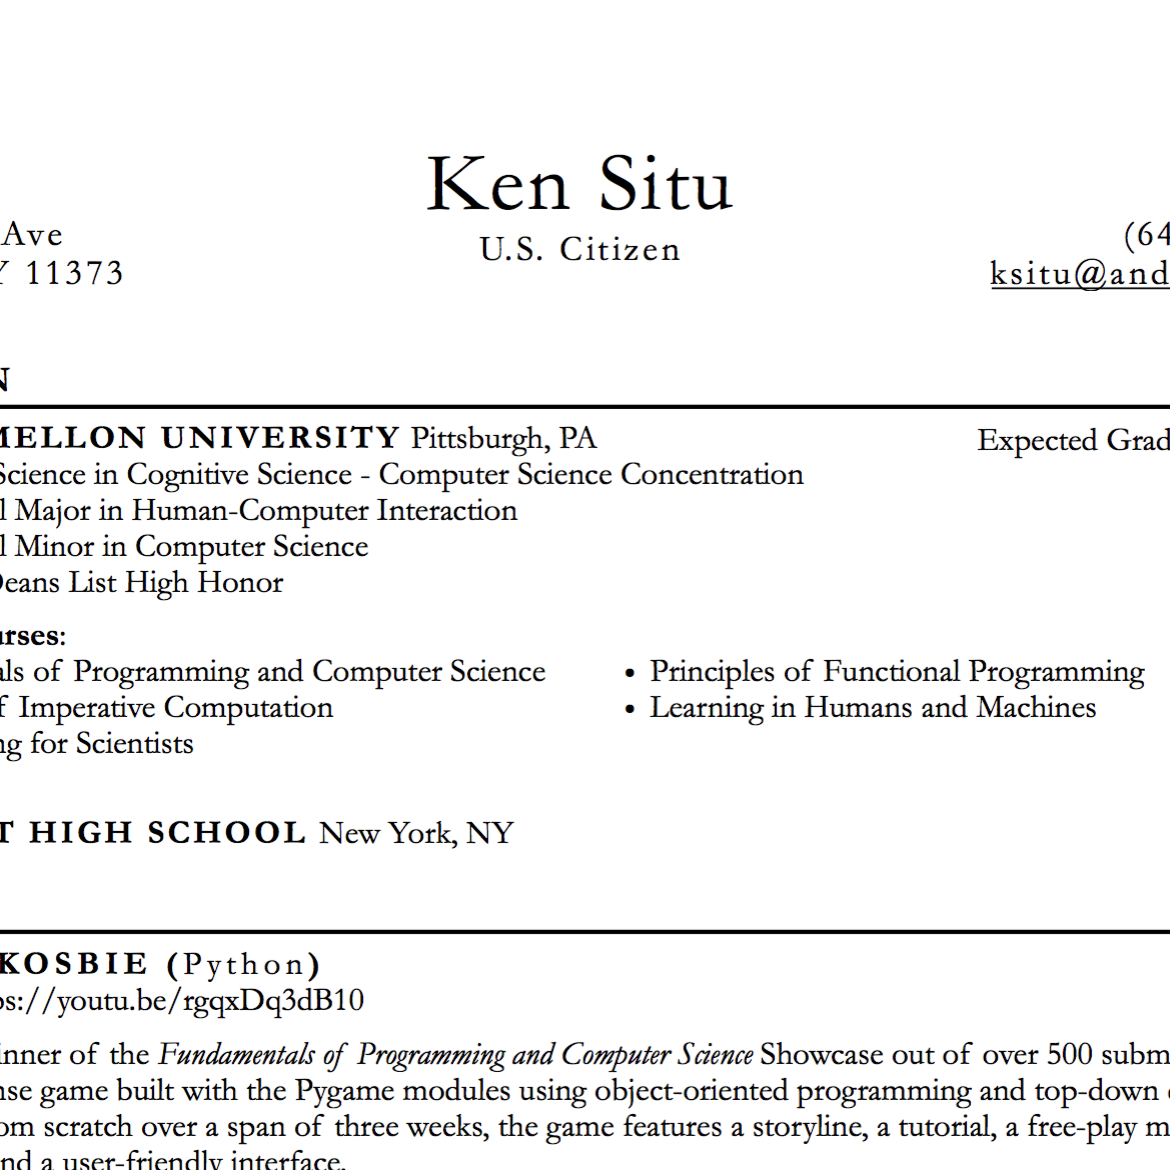 Ken Situ
U.S. Citizen
Ave
Y 11373
(64
ksitu@and
N
MELLON UNIVERSITY Pittsburgh, PA
Expected Grad
Science in Cognitive Science - Computer Science Concentration
l Major in Human-Computer Interaction
l Minor in Computer Science
Deans List High Honor
urses:
als of Programming and Computer Science
f Imperative Computation
ng for Scientists
• Principles of Functional Programming
• Learning in Humans and Machines
T HIGH SCHOOL New York, NY
KOSBIE (Python)
ps://youtu.be/rgqxDq3dB10
inner of the Fundamentals of Programming and Computer Science Showcase out of over 500 subm
nse game built with the Pygame modules using object-oriented programming and top-down
om scratch over a span of three weeks, the game features a storyline, a tutorial, a free-play m
nd a user-friendly interface.